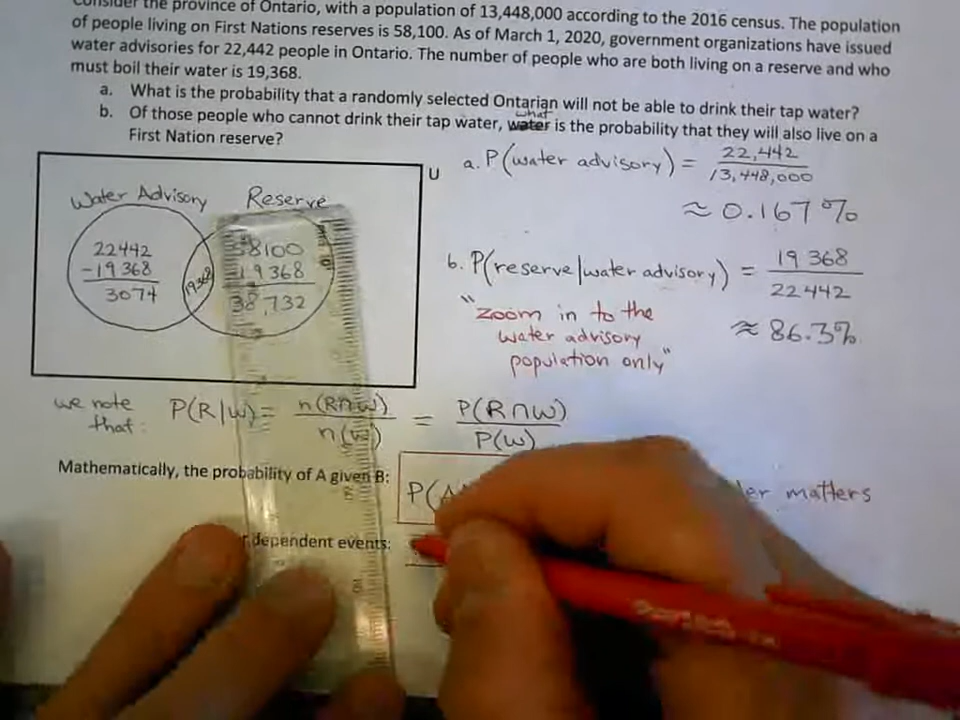 Consider the province of Ontario, with a population of 13,448,000 according to the 2016 census. The population
of people living on First Nations reserves is 58,100. As of March 1, 2020, government organizations have issued
water advisories for 22,442 people in Ontario. The number of people who are both living on a reserve and who
must boil their water is 19,368.
a. What is the probability that a randomly selected Ontarian will not be able to drink their tap water?
b. Of those people who cannot drink their tap water, what water is the probability that they will also live on a
First Nation reserve?
U
a. P(water advisory) = 22,442
13,448,000
≈ 0.167%
Water Advisory Reserve
22442
-19368
3074
19368
58100
-19368
38,732
b. P(reserve|water advisory) = 19368
22442
≈ 86.3%
"zoom in to the
water advisory
population only"
we note
that:
P(R|W) = n(R∩W) = P(R∩W)
n(W) P(W)
Mathematically, the probability of A given B:
P(A matters
dependent events: